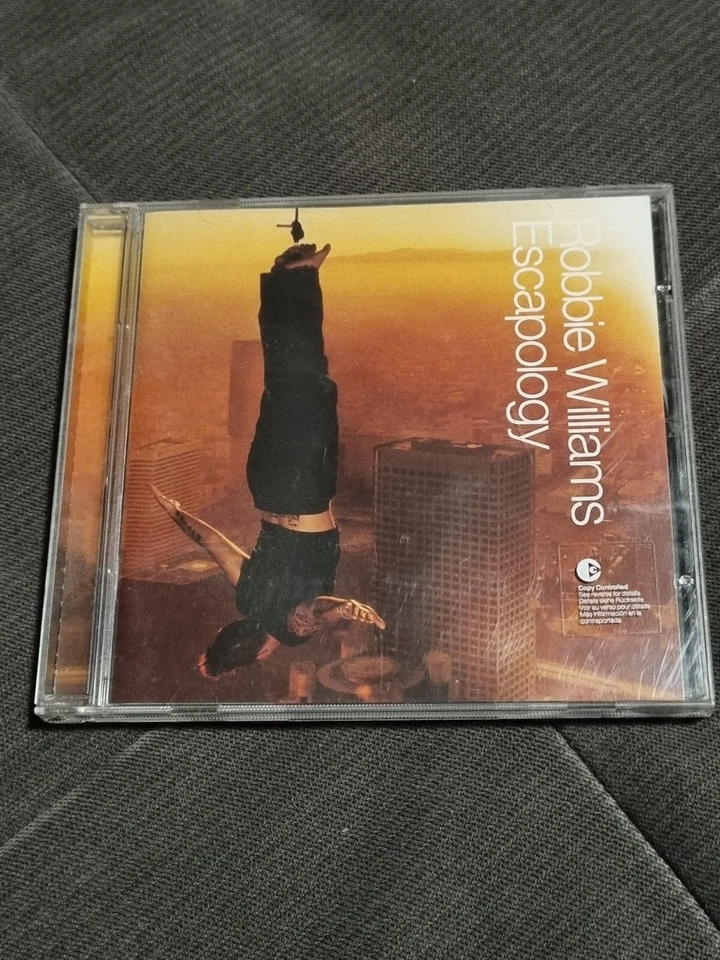 Robbie Williams
Escapology
Copy Controlled
See reverse for details
Details siehe Rückseite
Voir au verso pour détails
Más información en la
contraportada